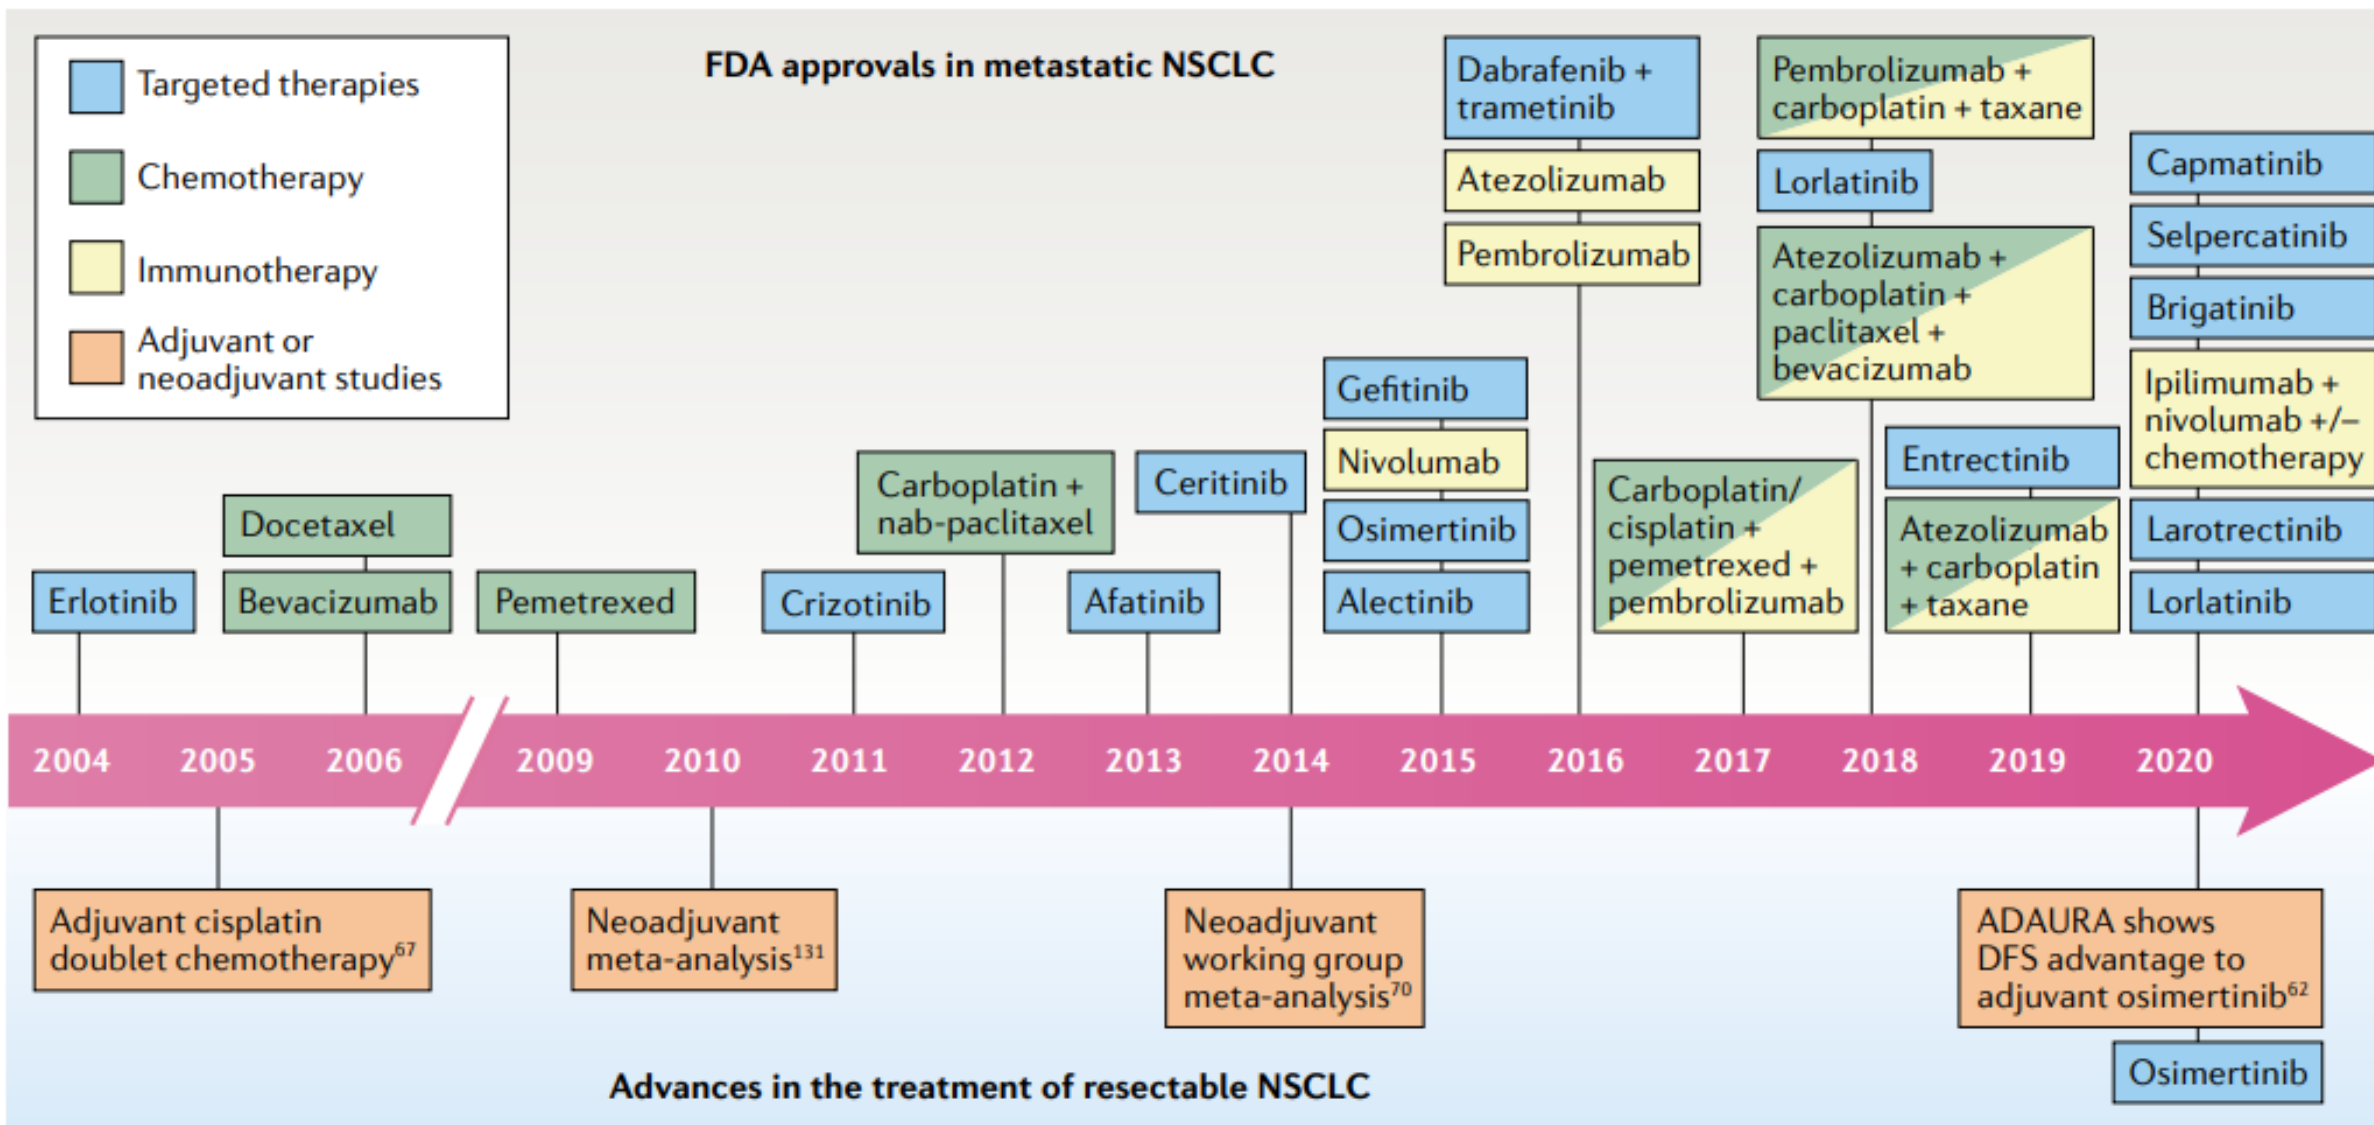 FDA approvals in metastatic NSCLC
Targeted therapies
Chemotherapy
Immunotherapy
Adjuvant or
neoadjuvant studies
Erlotinib
Docetaxel
Bevacizumab
Pemetrexed
Crizotinib
Carboplatin +
nab-paclitaxel
Afatinib
Ceritinib
Gefitinib
Nivolumab
Osimertinib
Alectinib
Dabrafenib +
trametinib
Atezolizumab
Pembrolizumab
Carboplatin/
cisplatin +
pemetrexed +
pembrolizumab
Pembrolizumab +
carboplatin + taxane
Lorlatinib
Atezolizumab +
carboplatin +
paclitaxel +
bevacizumab
Entrectinib
Atezolizumab
+ carboplatin
+ taxane
Capmatinib
Selpercatinib
Brigatinib
Ipilimumab +
nivolumab +/–
chemotherapy
Larotrectinib
Lorlatinib
2004 2005 2006 2009 2010 2011 2012 2013 2014 2015 2016 2017 2018 2019 2020
Adjuvant cisplatin
doublet chemotherapy⁶⁷
Neoadjuvant
meta-analysis¹³¹
Neoadjuvant
working group
meta-analysis⁷⁰
ADAURA shows
DFS advantage to
adjuvant osimertinib⁶²
Osimertinib
Advances in the treatment of resectable NSCLC